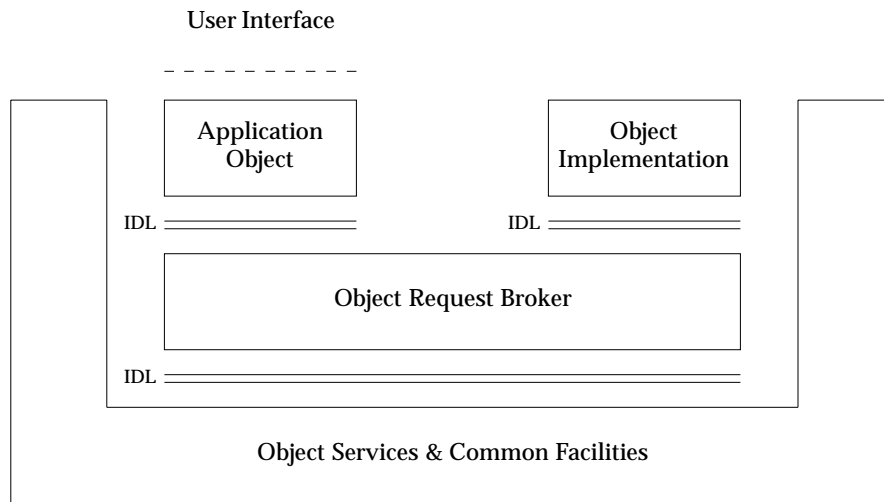 User Interface
Application
Object
Object
Implementation
IDL
IDL
Object Request Broker
IDL
Object Services & Common Facilities